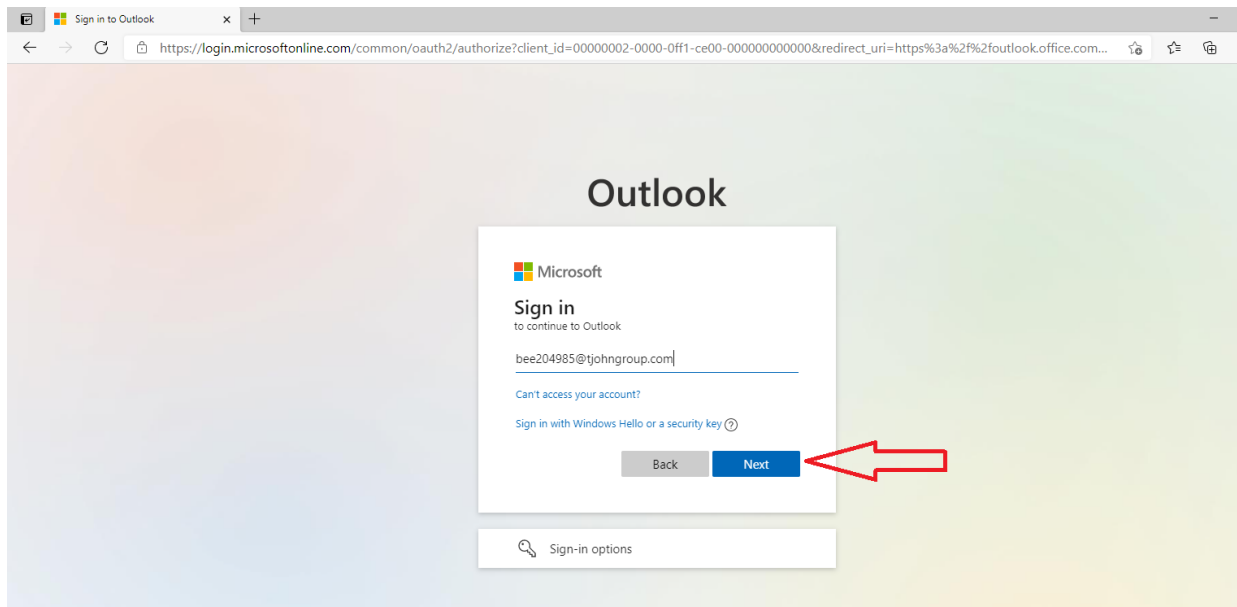 Sign in to Outlook
https://login.microsoftonline.com/common/oauth2/authorize?client_id=00000002-0000-0ff1-ce00-000000000000&redirect_uri=https%3a%2f%2foutlook.office.com...
Outlook
Microsoft
Sign in
to continue to Outlook
bee204985@tjohngroup.com
Can't access your account?
Sign in with Windows Hello or a security key ?
Back Next
Sign-in options